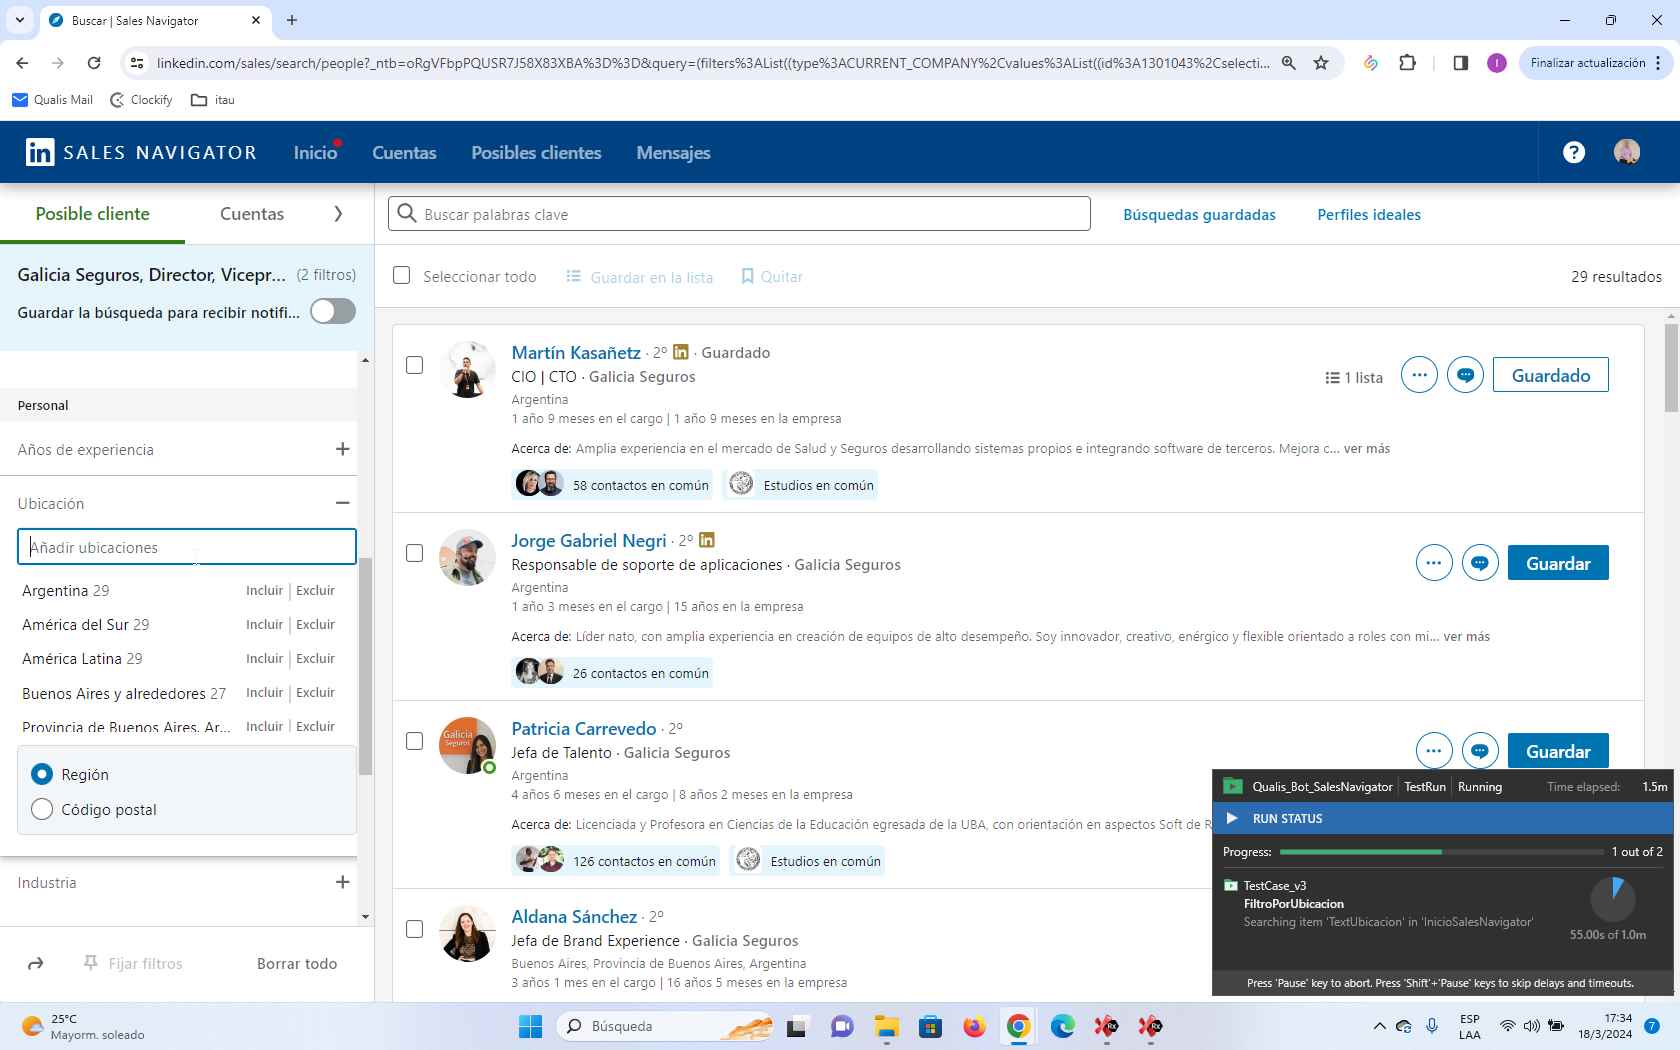 Buscar | Sales Navigator
linkedin.com/sales/search/people?_ntb=oRgVFbpPQUSR7J58X83XBA%3D%3D&query=(filters%3AList((type%3ACURRENT_COMPANY%2Cvalues%3AList((id%3A1301043%2Cselecti...
I
Finalizar actualización
Qualis Mail
Clockify
itau
in SALES NAVIGATOR
Inicio
Cuentas
Posibles clientes
Mensajes
?
Posible cliente
Cuentas
Buscar palabras clave
Búsquedas guardadas
Perfiles ideales
Galicia Seguros, Director, Vicepr... (2 filtros)
Guardar la búsqueda para recibir notifi...
Seleccionar todo
Guardar en la lista
Quitar
29 resultados
Personal
Años de experiencia
Ubicación
Añadir ubicaciones
Argentina 29 Incluir | Excluir
América del Sur 29 Incluir | Excluir
América Latina 29 Incluir | Excluir
Buenos Aires y alrededores 27 Incluir | Excluir
Provincia de Buenos Aires, Ar... Incluir | Excluir
Región
Código postal
Industria
Fijar filtros
Borrar todo
Martín Kasañetz · 2º in · Guardado
CIO | CTO · Galicia Seguros
Argentina
1 año 9 meses en el cargo | 1 año 9 meses en la empresa
Acerca de: Amplia experiencia en el mercado de Salud y Seguros desarrollando sistemas propios e integrando software de terceros. Mejora c... ver más
58 contactos en común
Estudios en común
1 lista
Guardado
Jorge Gabriel Negri · 2º in
Responsable de soporte de aplicaciones · Galicia Seguros
Argentina
1 año 3 meses en el cargo | 15 años en la empresa
Acerca de: Líder nato, con amplia experiencia en creación de equipos de alto desempeño. Soy innovador, creativo, enérgico y flexible orientado a roles con mi... ver más
26 contactos en común
Guardar
Galicia
Seguros
Patricia Carrevedo · 2º
Jefa de Talento · Galicia Seguros
Argentina
4 años 6 meses en el cargo | 8 años 2 meses en la empresa
Acerca de: Licenciada y Profesora en Ciencias de la Educación egresada de la UBA, con orientación en aspectos Soft de R
126 contactos en común
Estudios en común
Guardar
Aldana Sánchez · 2º
Jefa de Brand Experience · Galicia Seguros
Buenos Aires, Provincia de Buenos Aires, Argentina
3 años 1 mes en el cargo | 16 años 5 meses en la empresa
Qualis_Bot_SalesNavigator | TestRun | Running Time elapsed: 1.5m
RUN STATUS
Progress: 1 out of 2
TestCase_v3
FiltroPorUbicacion
Searching item 'TextUbicacion' in 'InicioSalesNavigator'
55.00s of 1.0m
Press 'Pause' key to abort. Press 'Shift'+'Pause' keys to skip delays and timeouts.
25°C
Mayorm. soleado
Búsqueda
Rx
Rx
ESP
LAA
17:34
18/3/2024
7